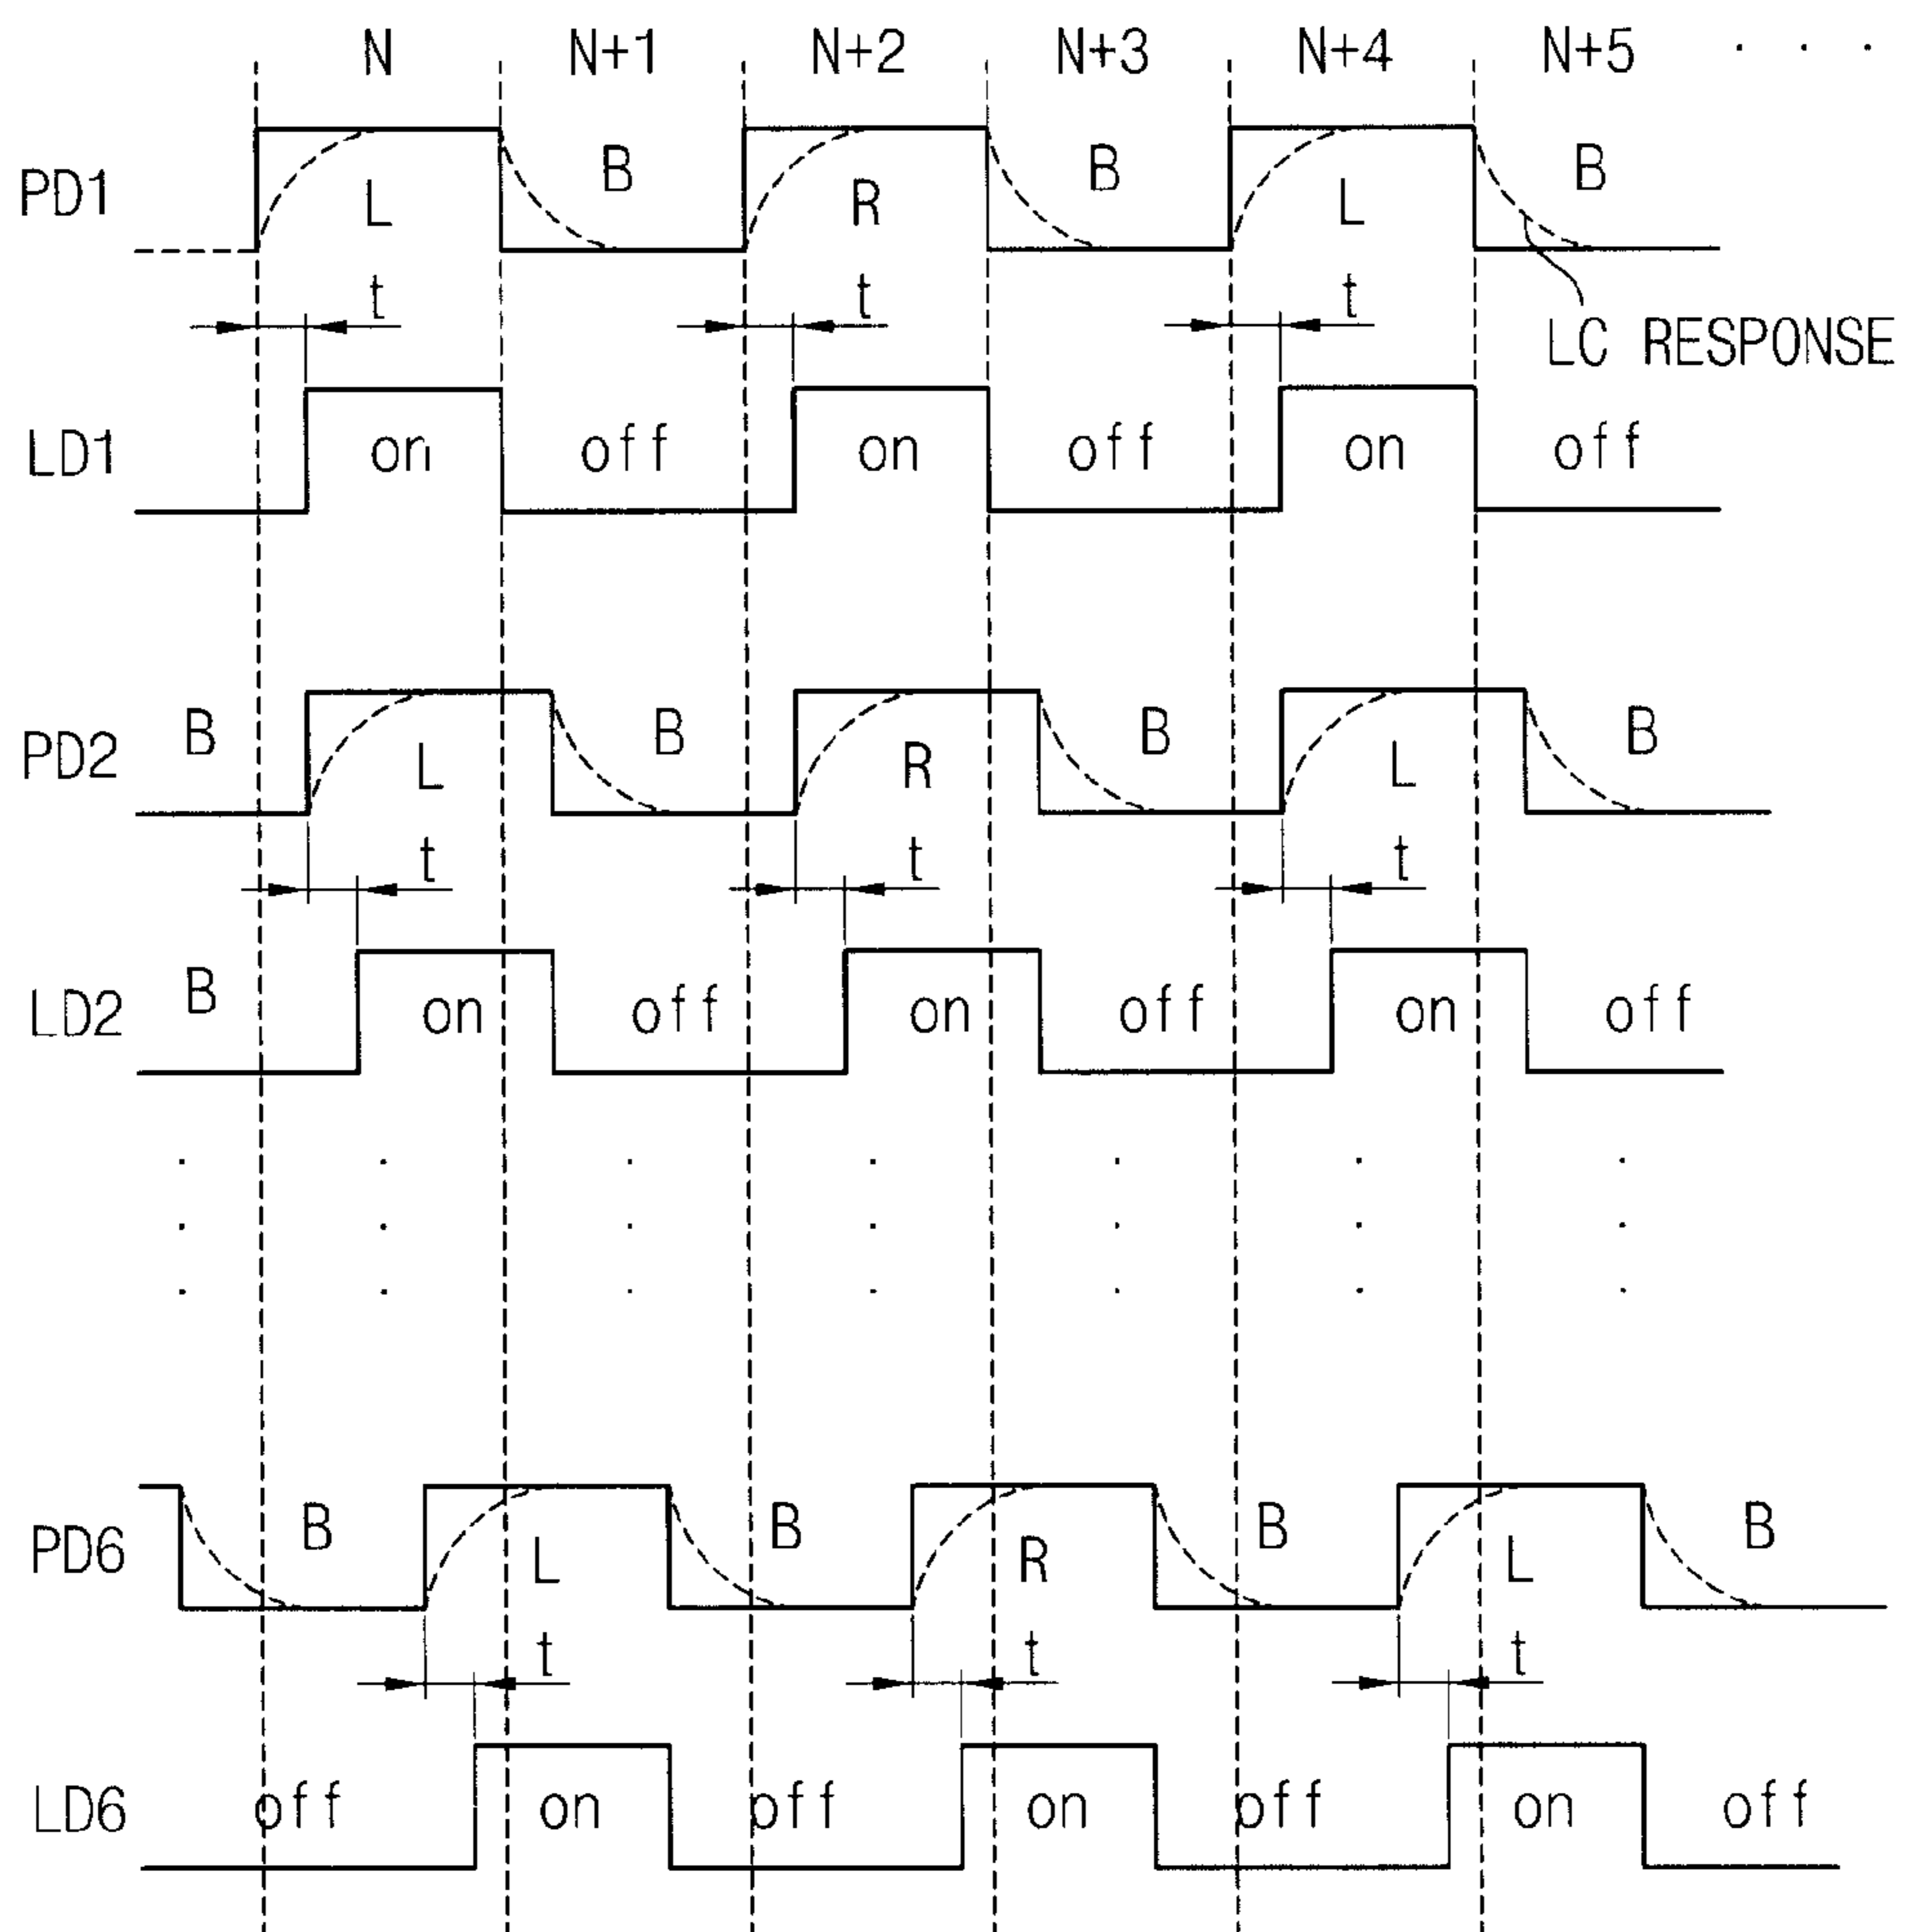 N N+1 N+2 N+3 N+4 N+5 . . .
PD1 L B R B L B
t t t
LC RESPONSE
LD1 on off on off on off
PD2 B L B R B L B
t t t
LD2 B on off on off on off
PD6 B L B R B L B
t t t
LD6 off on off on off on off